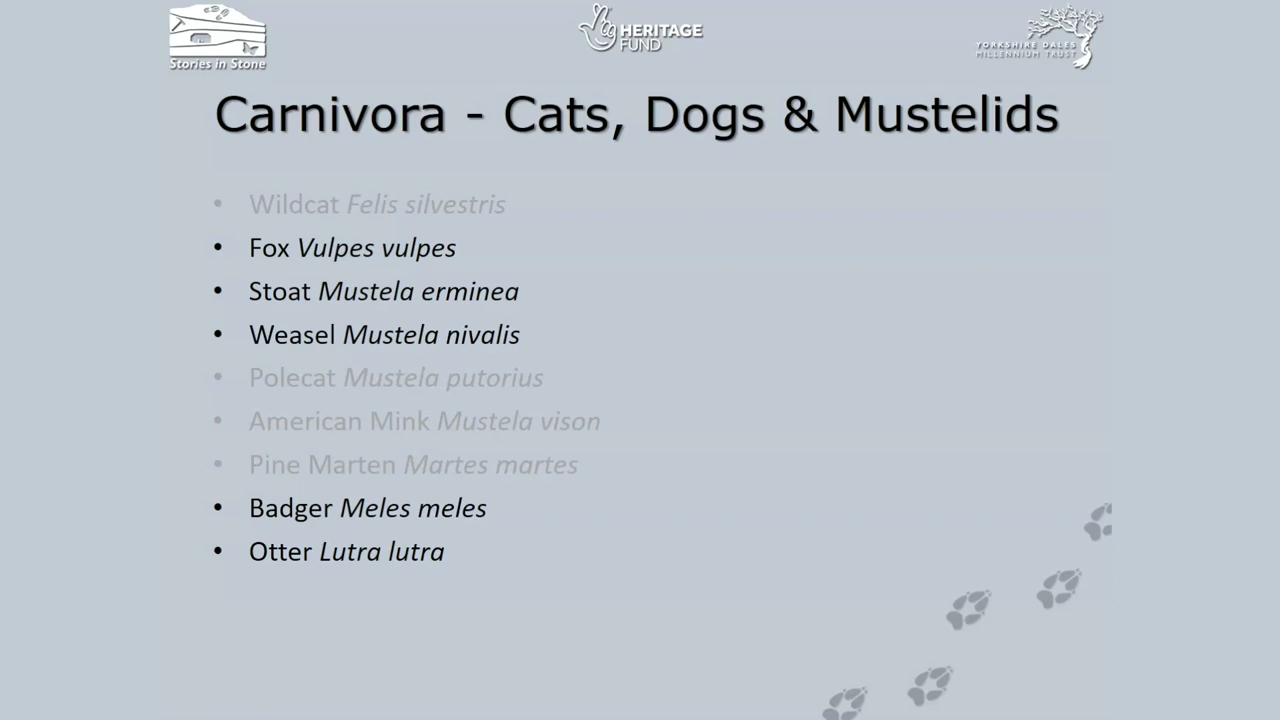 Stories in Stone
HERITAGE
FUND
YORKSHIRE DALES
MILLENNIUM TRUST
Carnivora - Cats, Dogs & Mustelids
• Wildcat Felis silvestris
• Fox Vulpes vulpes
• Stoat Mustela erminea
• Weasel Mustela nivalis
• Polecat Mustela putorius
• American Mink Mustela vison
• Pine Marten Martes martes
• Badger Meles meles
• Otter Lutra lutra